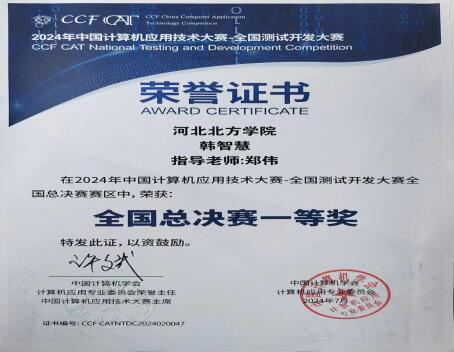 CCF CCF CAT CCF China Computer Application
Technology Competition
2024年中国计算机应用技术大赛-全国测试开发大赛
CCF CAT National Testing and Development Competition
荣誉证书
AWARD CERTIFICATE
河北北方学院
韩智慧
指导老师:郑伟
在2024年中国计算机应用技术大赛-全国测试开发大赛全
国总决赛赛区中,荣获:
全国总决赛一等奖
特发此证,以资鼓励。
中国计算机学会
计算机应用专业委员会荣誉主任
中国计算机应用技术大赛主席
中国计算机学会
计算机应用专业委员会
2024年7月
证书编号: CCF CATNTDC2024020047